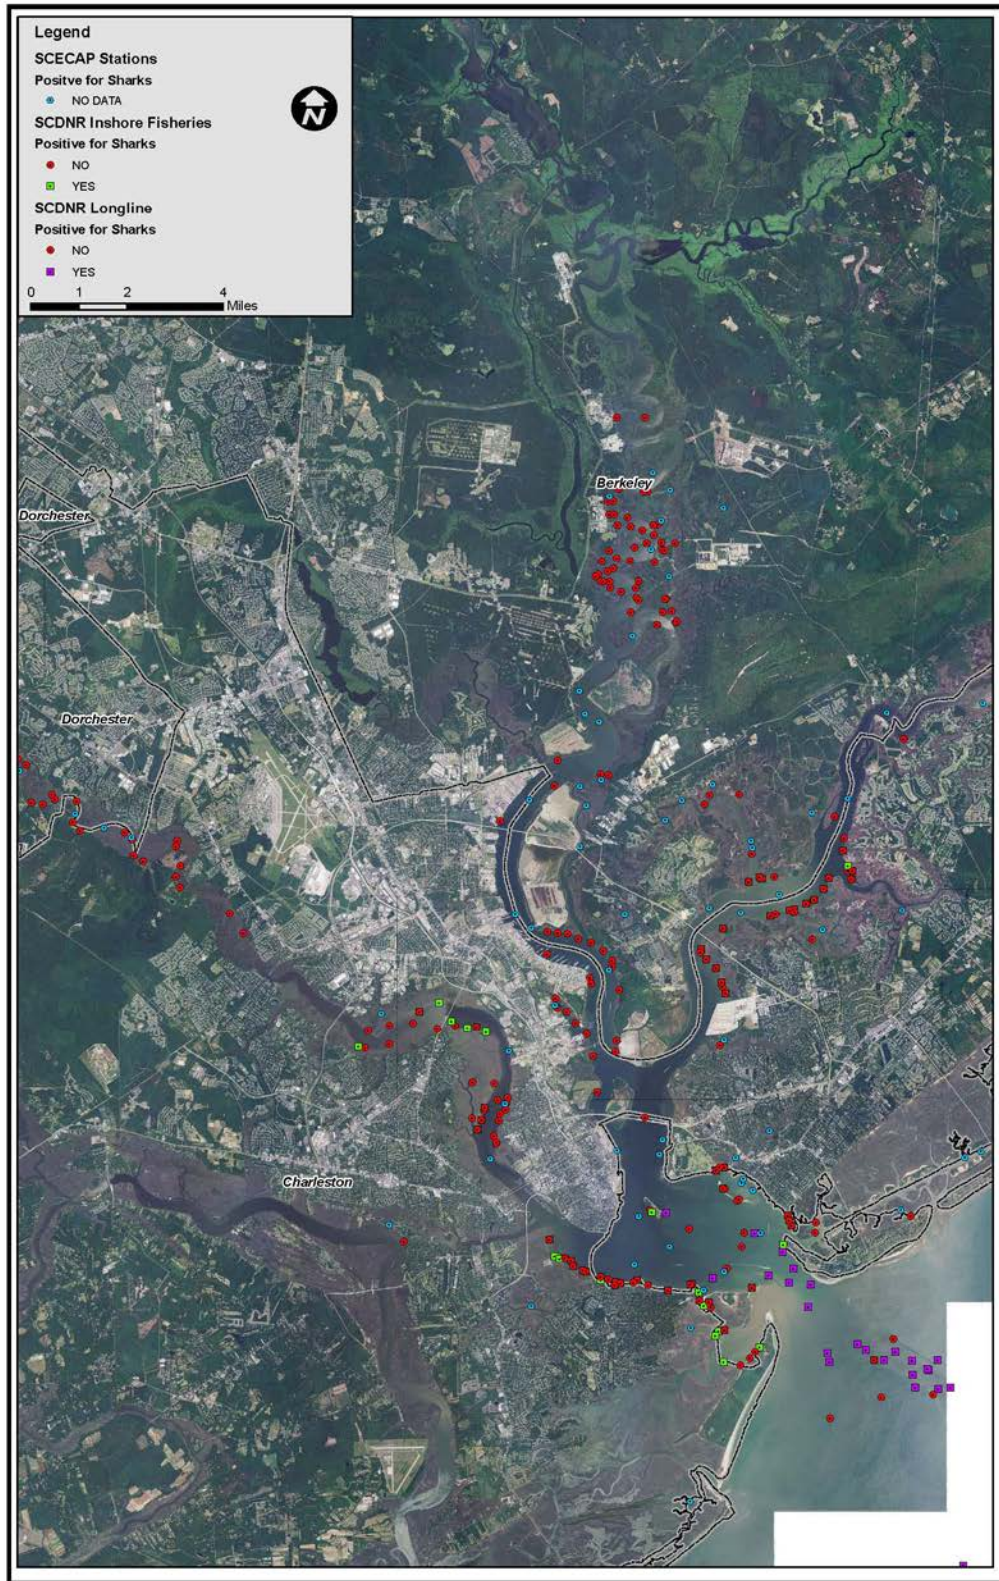 Legend
SCECAP Stations
Positve for Sharks
NO DATA
SCDNR Inshore Fisheries
Positive for Sharks
NO
YES
SCDNR Longline
Positive for Sharks
NO
YES
0 1 2 4
Miles
N
Berkeley
Dorchester
Dorchester
Charleston